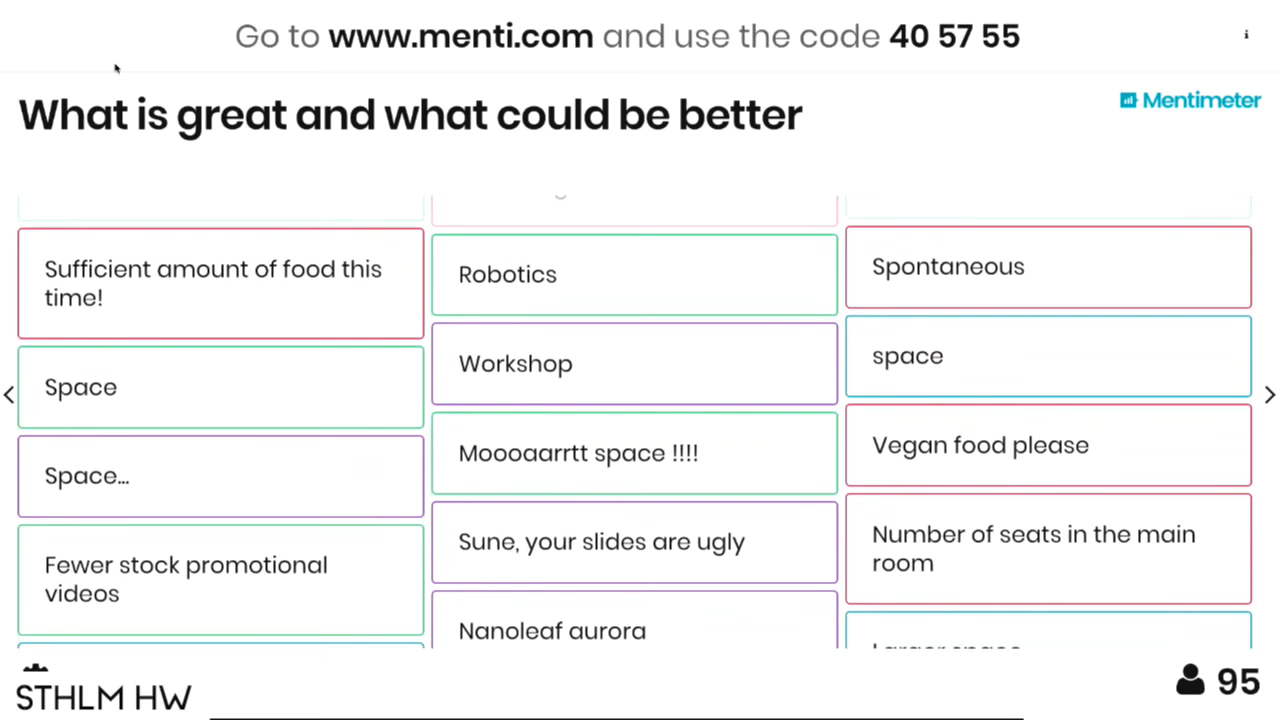 Go to www.menti.com and use the code 40 57 55
i
What is great and what could be better
Mentimeter
Sufficient amount of food this
time!
Space
Space...
Fewer stock promotional
videos
Robotics
Workshop
Moooaarrtt space !!!!
Sune, your slides are ugly
Nanoleaf aurora
Spontaneous
space
Vegan food please
Number of seats in the main
room
STHLM HW
95